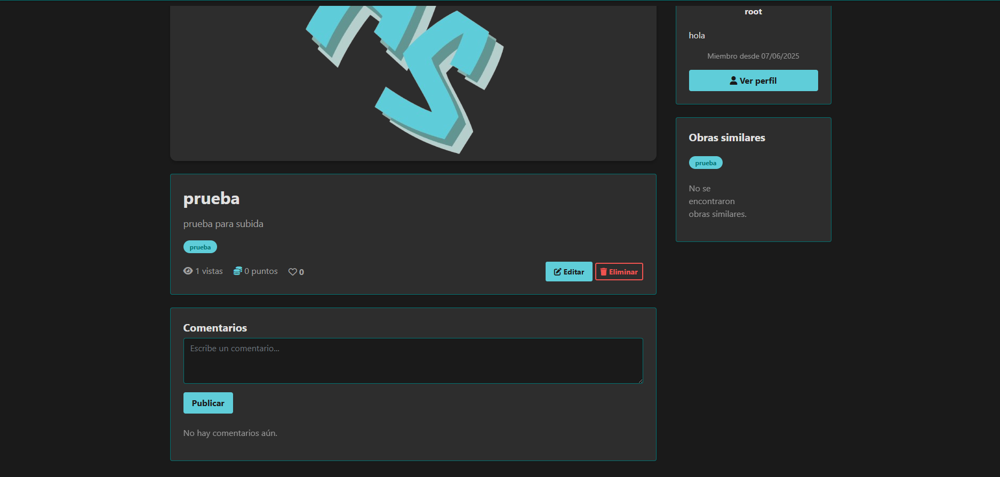 root
hola
Miembro desde 07/06/2025
Ver perfil
Obras similares
prueba
No se
encontraron
obras similares.
prueba
prueba para subida
prueba
1 vistas 0 puntos 0
Editar Eliminar
Comentarios
Escribe un comentario...
Publicar
No hay comentarios aún.